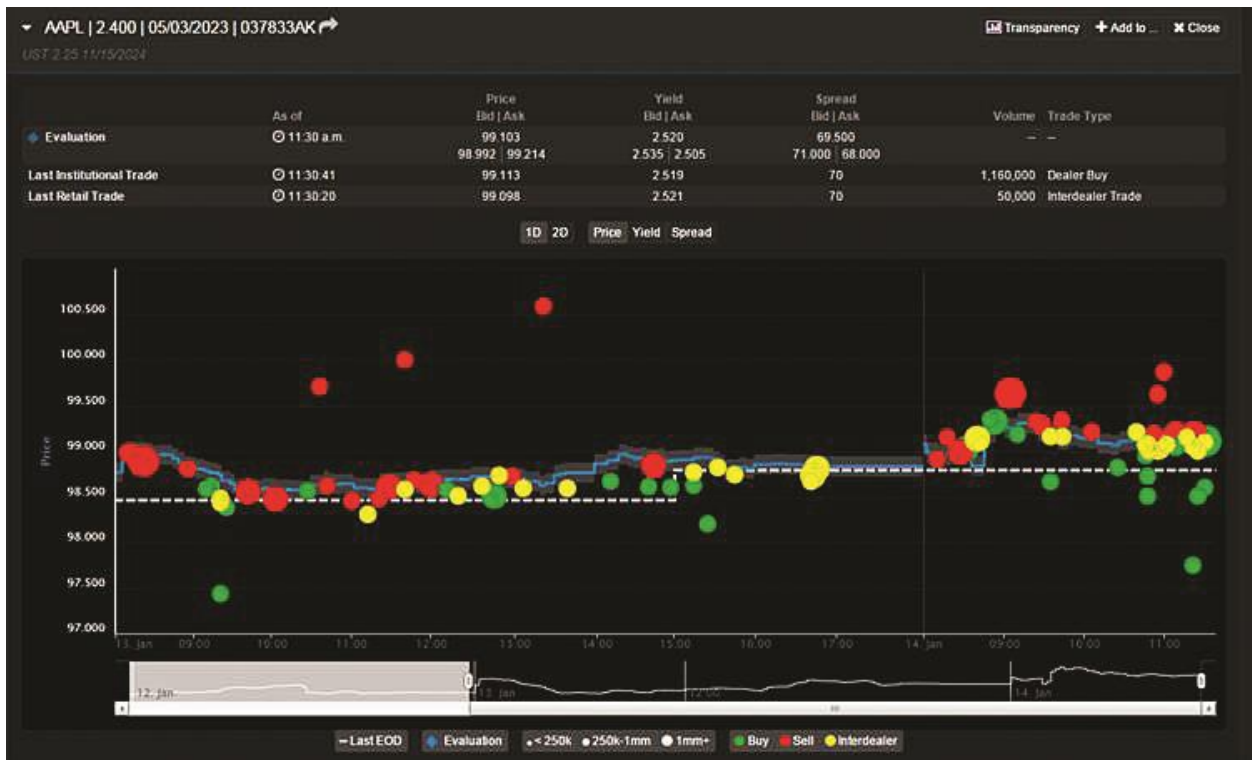 AAPL | 2.400 | 05/03/2023 | 037833AK
Transparency + Add to ... ✖ Close
UST 2.25 11/15/2024
Price Yield Spread
As of Bid | Ask Bid | Ask Bid | Ask Volume Trade Type
Evaluation 11:30 a.m. 99.103 2.520 69.500 – –
98.992 | 99.214 2.535 | 2.505 71.000 | 68.000
Last Institutional Trade 11:30:41 99.113 2.519 70 1,160,000 Dealer Buy
Last Retail Trade 11:30:20 99.098 2.521 70 50,000 Interdealer Trade
1D 2D Price Yield Spread
100.500
100.000
99.500
99.000
98.500
98.000
97.500
97.000
Price
13. Jan 09:00 10:00 11:00 12:00 13:00 14:00 15:00 16:00 17:00 14. Jan 09:00 10:00 11:00
12. Jan 13. Jan 12:00 14. Jan
Last EOD Evaluation < 250k 250k-1mm 1mm+ Buy Sell Interdealer